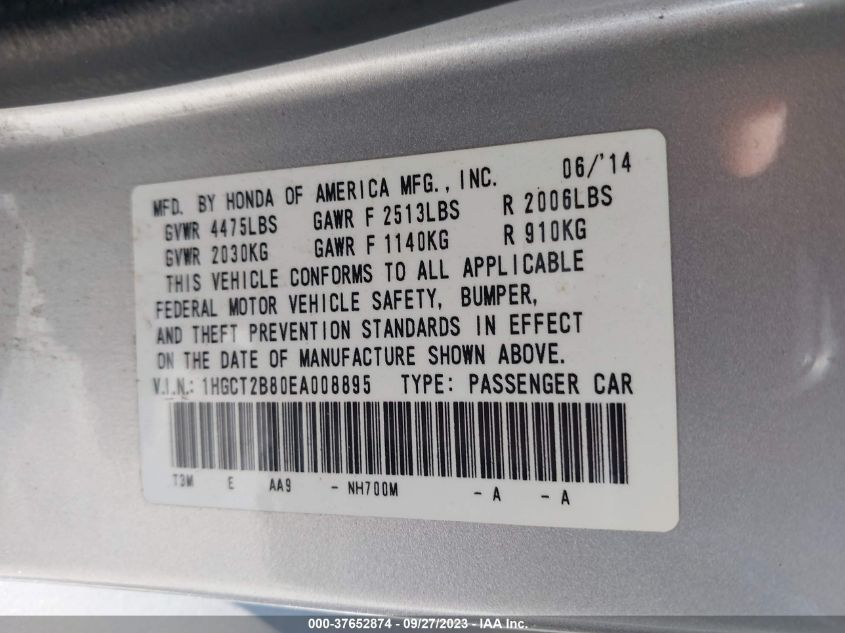 MFD. BY HONDA OF AMERICA MFG., INC. 06/'14
GVWR 4475LBS GAWR F 2513LBS R 2006LBS
GVWR 2030KG GAWR F 1140KG R 910KG
THIS VEHICLE CONFORMS TO ALL APPLICABLE
FEDERAL MOTOR VEHICLE SAFETY, BUMPER,
AND THEFT PREVENTION STANDARDS IN EFFECT
ON THE DATE OF MANUFACTURE SHOWN ABOVE.
V.I.N.: 1HGCT2B80EA008895 TYPE: PASSENGER CAR
T3M E AA9 - NH700M - A - A
000-37652874 - 09/27/2023 - IAA Inc.